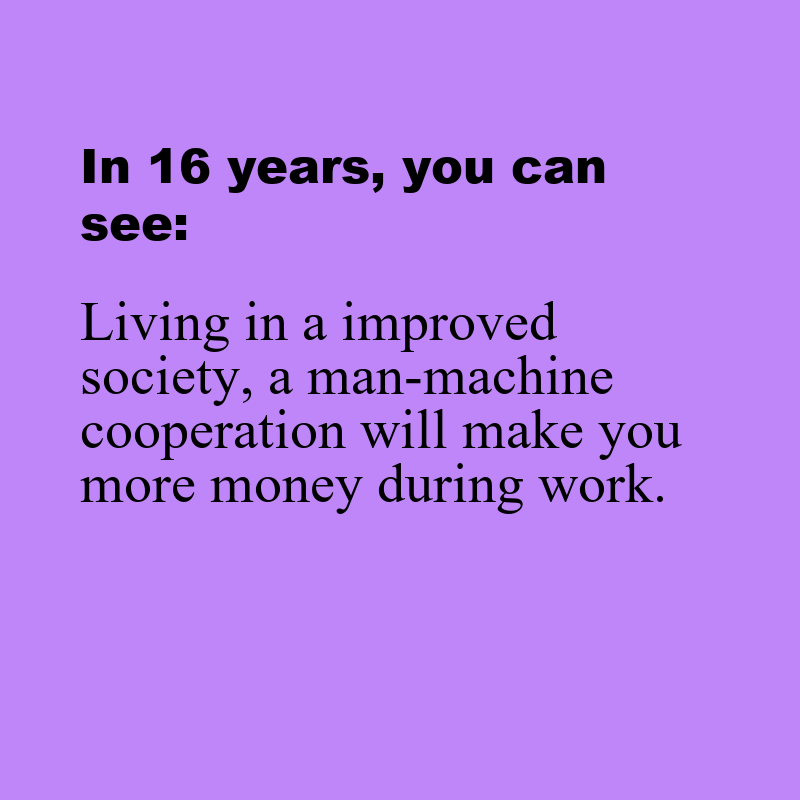 In 16 years, you can
see:
Living in a improved
society, a man-machine
cooperation will make you
more money during work.